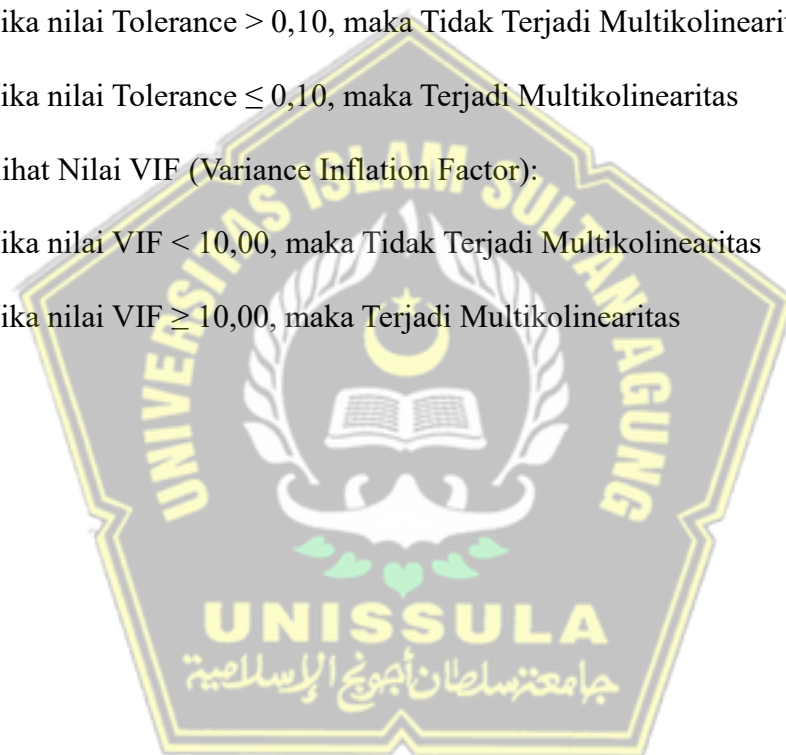 ika nilai Tolerance > 0,10, maka Tidak Terjadi Multikolinearit
ika nilai Tolerance ≤ 0,10, maka Terjadi Multikolinearitas
ihat Nilai VIF (Variance Inflation Factor):
ika nilai VIF < 10,00, maka Tidak Terjadi Multikolinearitas
ika nilai VIF ≥ 10,00, maka Terjadi Multikolinearitas
UNIVERSITAS ISLAM SULTAN AGUNG
UNISSULA
جامعتسلطان أجونج الإسلامية